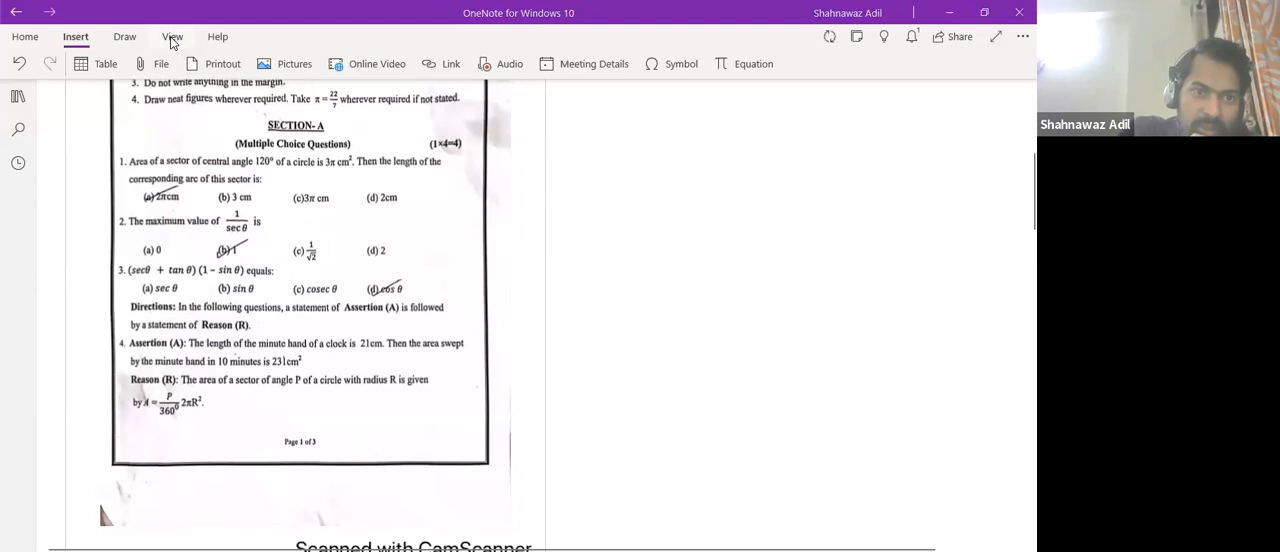 OneNote for Windows 10
Shahnawaz Adil
Home Insert Draw View Help
Share
Table File Printout Pictures Online Video Link Audio Meeting Details Symbol Equation
3. Do not write anything in the margin.
4. Draw neat figures wherever required. Take π = 22/7 wherever required if not stated.
SECTION-A
(Multiple Choice Questions) (1×4=4)
1. Area of a sector of central angle 120° of a circle is 3π cm². Then the length of the
corresponding arc of this sector is:
(a) 2πcm (b) 3 cm (c)3π cm (d) 2cm
2. The maximum value of 1/sec θ is
(a) 0 (b) 1 (c) 1/√2 (d) 2
3. (secθ + tan θ) (1 − sin θ) equals:
(a) sec θ (b) sin θ (c) cosec θ (d) cos θ
Directions: In the following questions, a statement of Assertion (A) is followed
by a statement of Reason (R).
4. Assertion (A): The length of the minute hand of a clock is 21cm. Then the area swept
by the minute hand in 10 minutes is 231cm²
Reason (R): The area of a sector of angle P of a circle with radius R is given
by A = P/360⁰ 2πR².
Page 1 of 3
Scanned with CamScanner
Shahnawaz Adil